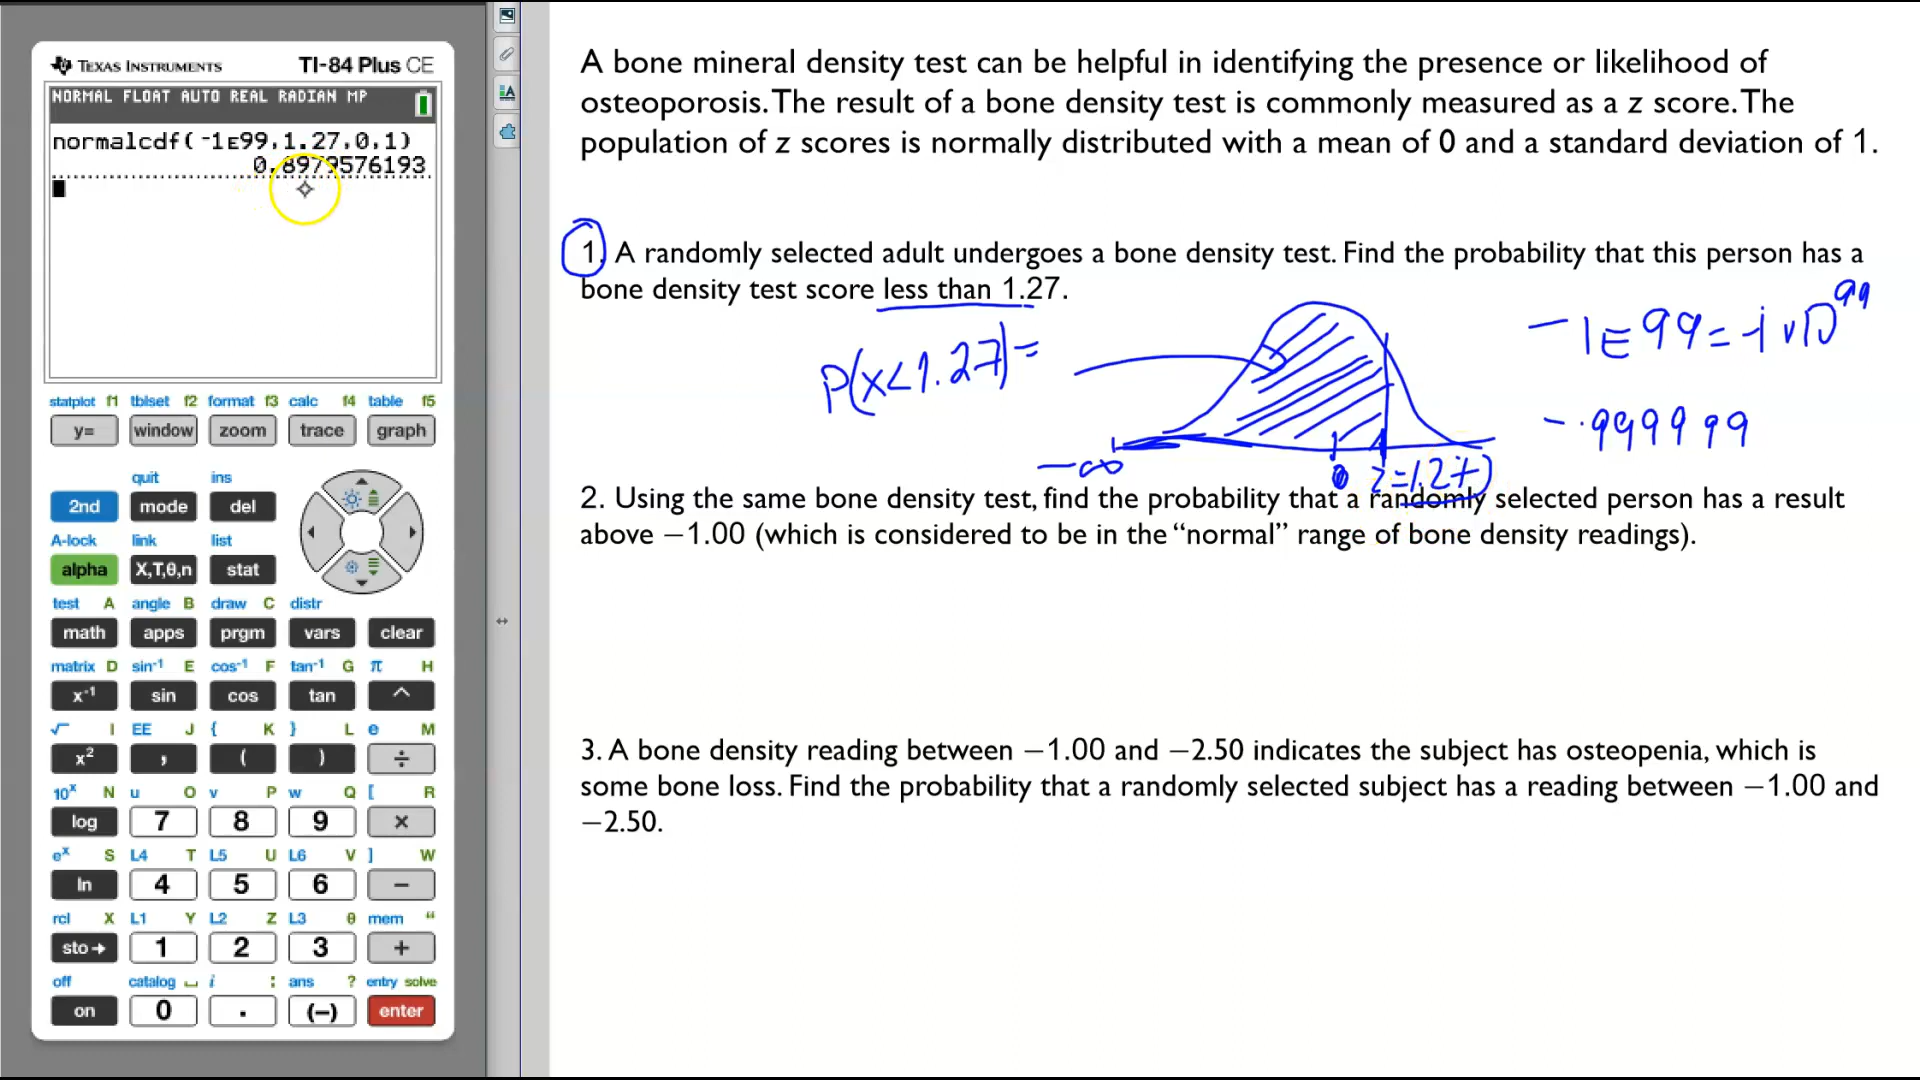 TEXAS INSTRUMENTS TI-84 Plus CE
NORMAL FLOAT AUTO REAL RADIAN MP
normalcdf(-1E99,1.27,0,1)
0.8979576193
statplot f1 tblset f2 format f3 calc f4 table f5
y= window zoom trace graph
quit ins
2nd mode del
A-lock link list
alpha X,T,θ,n stat
test A angle B draw C distr
math apps prgm vars clear
matrix D sin-1 E cos-1 F tan-1 G π H
x-1 sin cos tan ^
√ I EE J { K } L e M
x2 , ( ) ÷
10x N u O v P w Q [ R
log 7 8 9 ×
ex S L4 T L5 U L6 V ] W
ln 4 5 6 −
rcl X L1 Y L2 Z L3 θ mem “
sto→ 1 2 3 +
off catalog ⎵ i : ans ? entry solve
on 0 . (−) enter
A bone mineral density test can be helpful in identifying the presence or likelihood of
osteoporosis. The result of a bone density test is commonly measured as a z score. The
population of z scores is normally distributed with a mean of 0 and a standard deviation of 1.
1. A randomly selected adult undergoes a bone density test. Find the probability that this person has a
bone density test score less than 1.27.
P(x<1.27)=
-1E99=-1x10^99
-.999999
-∞ 0 z=1.27
2. Using the same bone density test, find the probability that a randomly selected person has a result
above −1.00 (which is considered to be in the “normal” range of bone density readings).
3. A bone density reading between −1.00 and −2.50 indicates the subject has osteopenia, which is
some bone loss. Find the probability that a randomly selected subject has a reading between −1.00 and
−2.50.